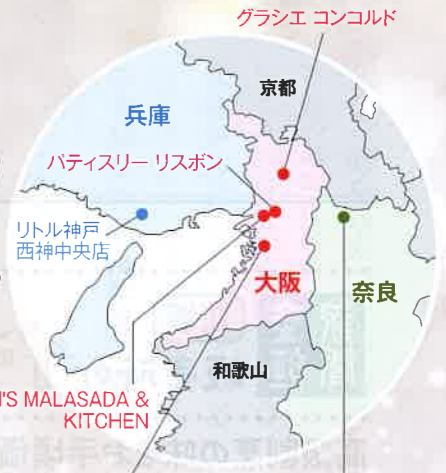 グラシエ コンコルド
京都
兵庫
パティスリー リスボン
リトル神戸
西神中央店
大阪
奈良
'S MALASADA &
KITCHEN
和歌山